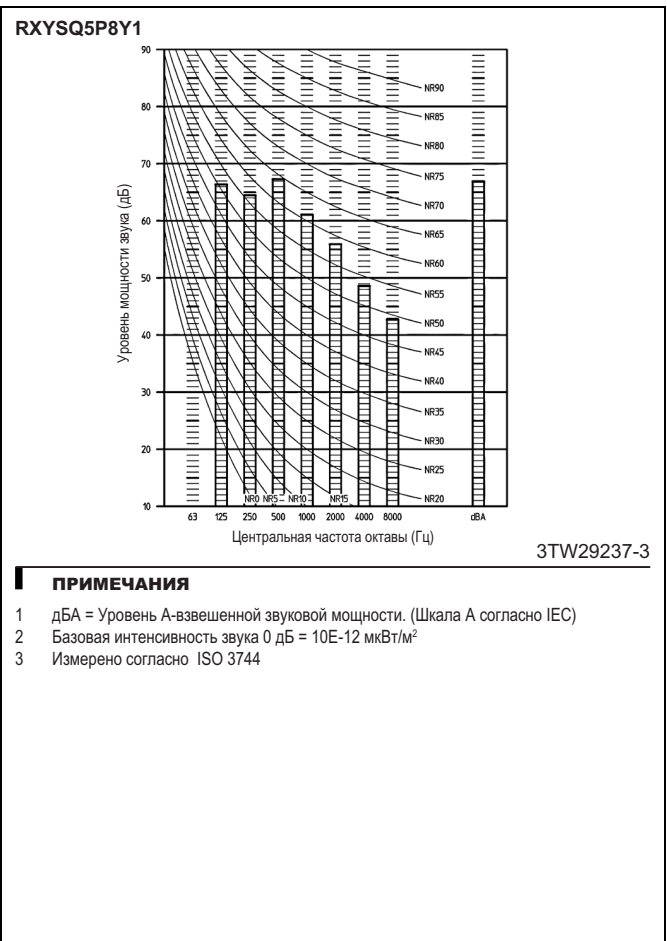 RXYSQ5P8Y1
90
80
70
60
50
40
30
20
10
Уровень мощности звука (дБ)
NR90
NR85
NR80
NR75
NR70
NR65
NR60
NR55
NR50
NR45
NR40
NR35
NR30
NR25
NR20
NR0 NR5 NR10 NR15
63 125 250 500 1000 2000 4000 8000 dBA
Центральная частота октавы (Гц)
3TW29237-3
ПРИМЕЧАНИЯ
1 дБА = Уровень А-взвешенной звуковой мощности. (Шкала А согласно IEC)
2 Базовая интенсивность звука 0 дБ = 10E-12 мкВт/м²
3 Измерено согласно ISO 3744